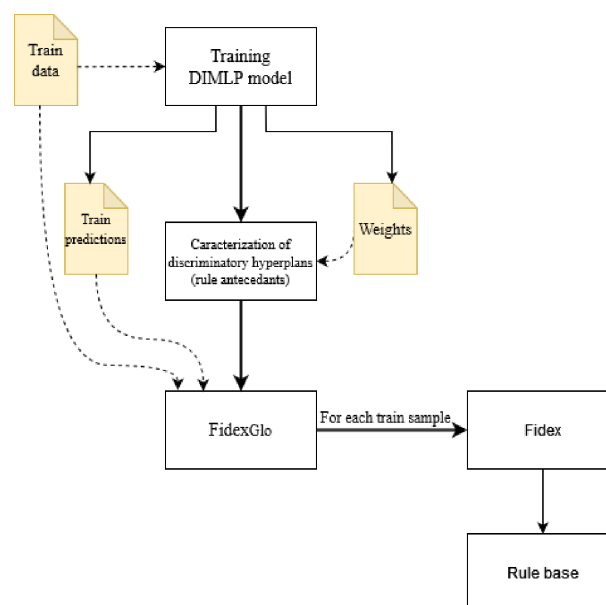 Train
data
Training
DIMLP model
Train
predictions
Caracterization of
discriminatory hyperplans
(rule antecedants)
Weights
FidexGlo
For each train sample
Fidex
Rule base